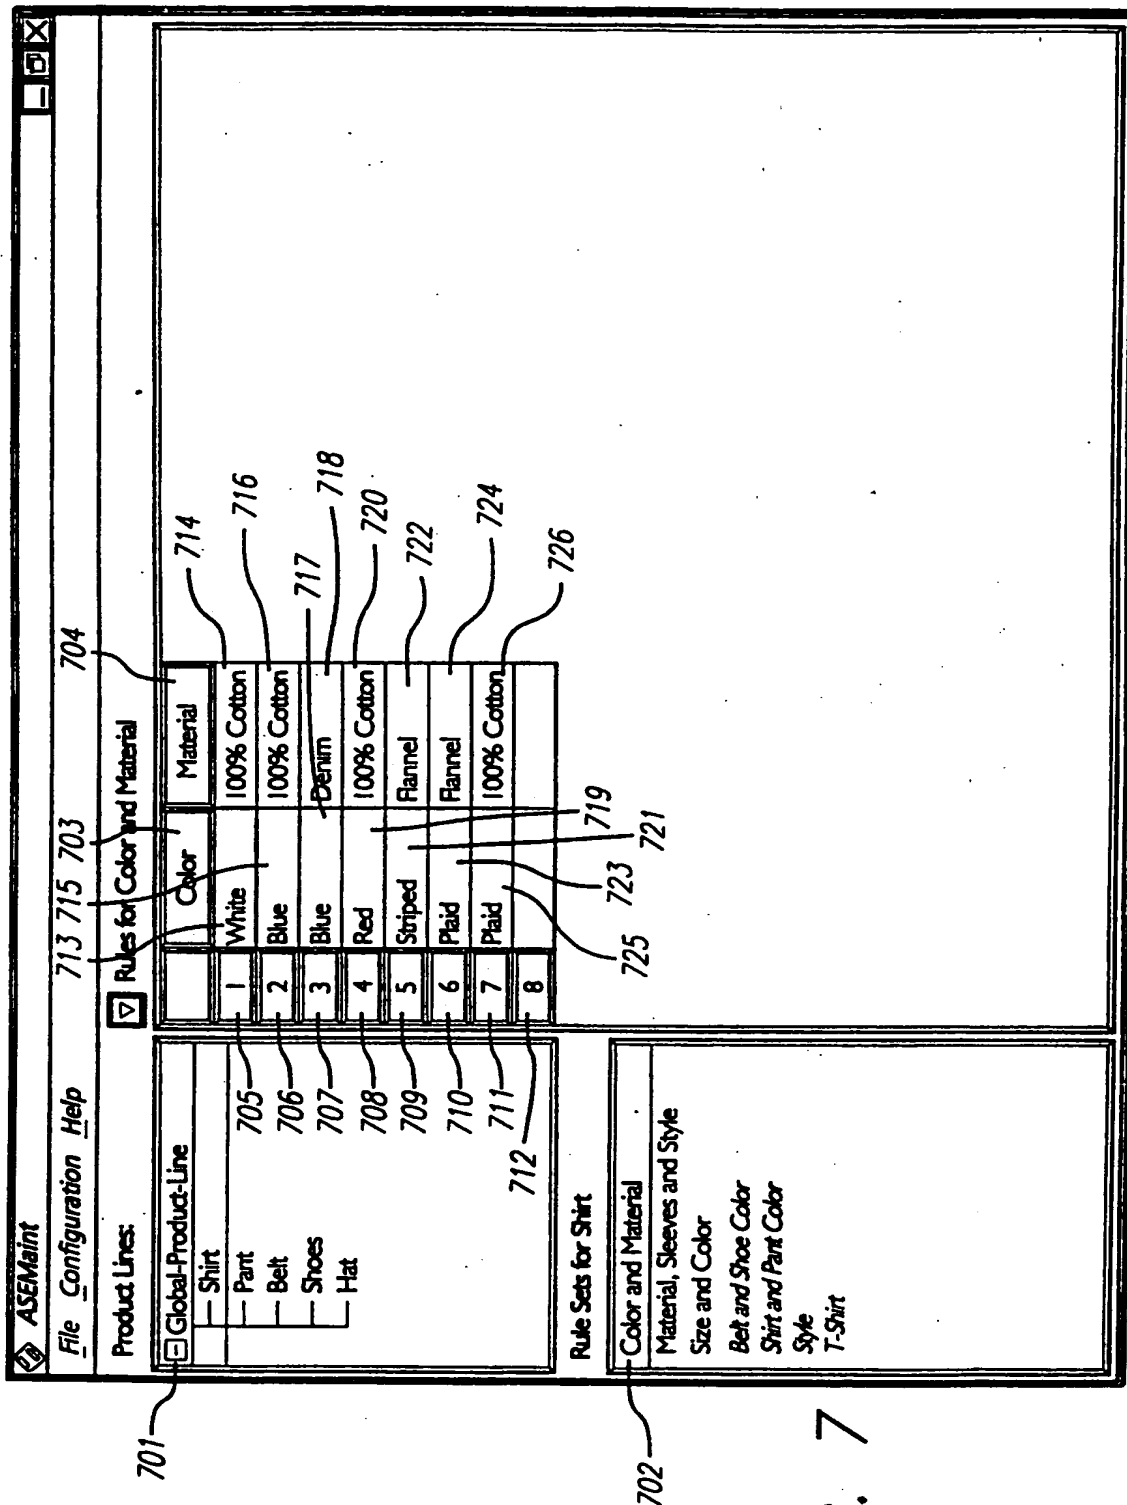 ASEMaint
File Configuration Help
Product Lines:
Global-Product-Line
Shirt
Pant
Belt
Shoes
Hat
Rule Sets for Shirt
Color and Material
Material, Sleeves and Style
Size and Color
Belt and Shoe Color
Shirt and Pant Color
Style
T-Shirt
Rules for Color and Material
Color Material
1 White 100% Cotton
2 Blue 100% Cotton
3 Blue Denim
4 Red 100% Cotton
5 Striped Flannel
6 Plaid Flannel
7 Plaid 100% Cotton
8
701
702
713
715
703
704
705
706
707
708
709
710
711
712
714
716
717
718
720
722
724
726
719
721
723
725
. 7